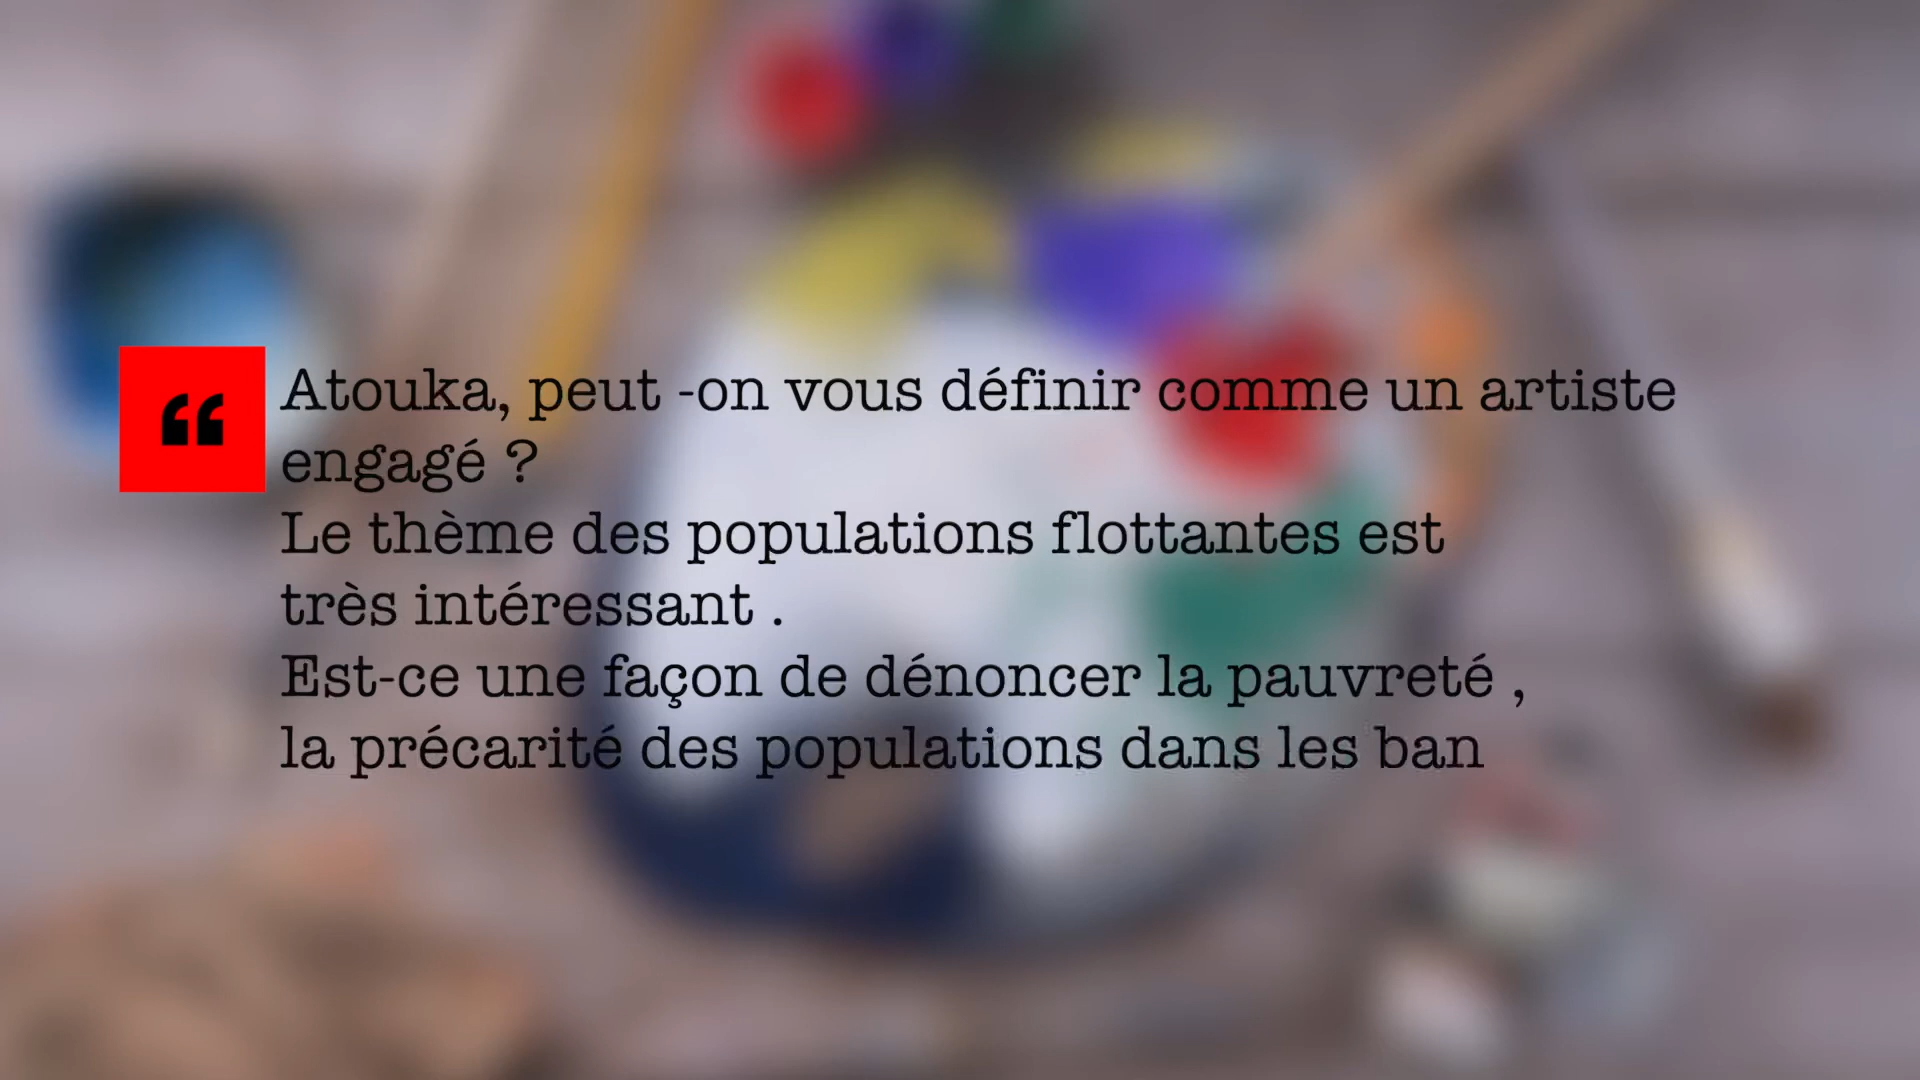 “
Atouka, peut -on vous définir comme un artiste
engagé ?
Le thème des populations flottantes est
très intéressant .
Est-ce une façon de dénoncer la pauvreté ,
la précarité des populations dans les ban